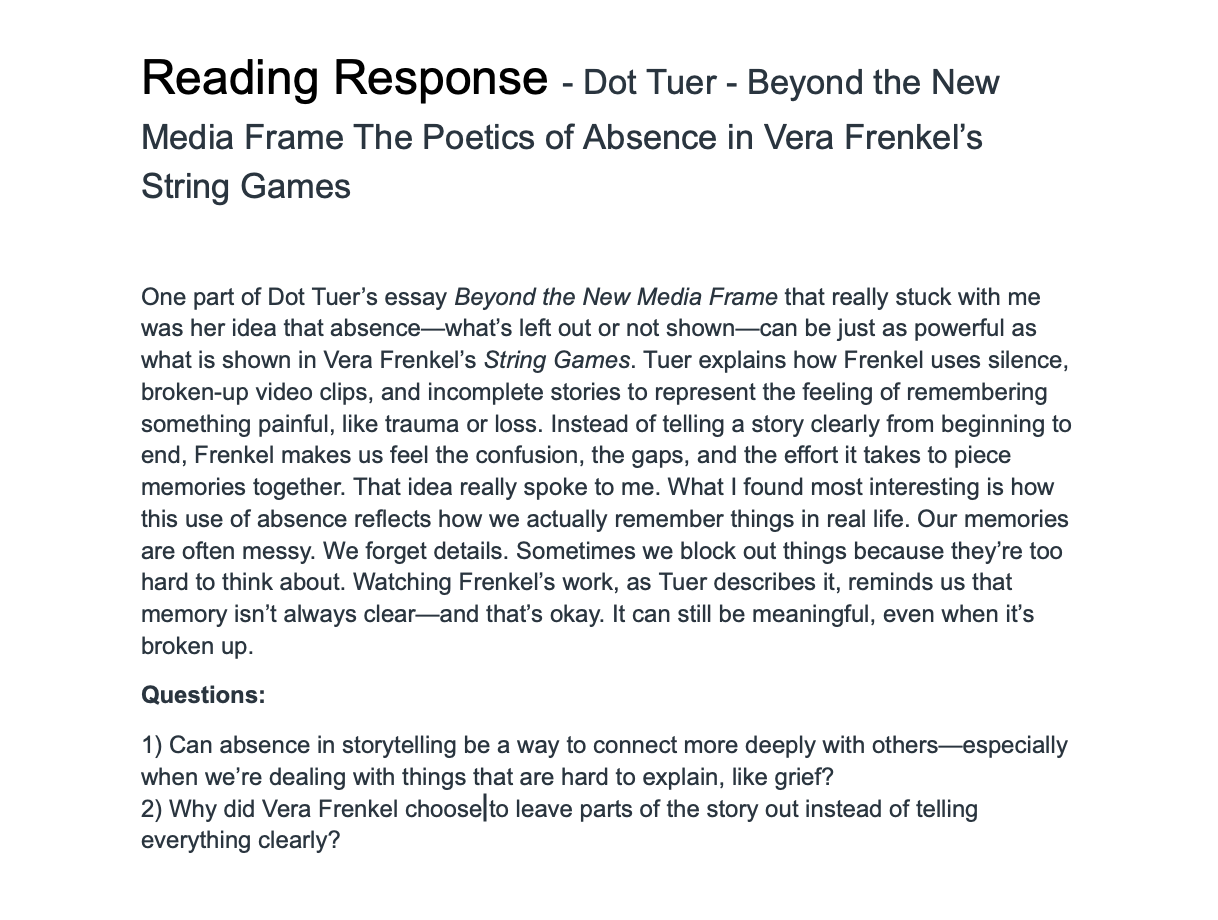 Reading Response - Dot Tuer - Beyond the New
Media Frame The Poetics of Absence in Vera Frenkel’s
String Games
One part of Dot Tuer’s essay Beyond the New Media Frame that really stuck with me
was her idea that absence—what’s left out or not shown—can be just as powerful as
what is shown in Vera Frenkel’s String Games. Tuer explains how Frenkel uses silence,
broken-up video clips, and incomplete stories to represent the feeling of remembering
something painful, like trauma or loss. Instead of telling a story clearly from beginning to
end, Frenkel makes us feel the confusion, the gaps, and the effort it takes to piece
memories together. That idea really spoke to me. What I found most interesting is how
this use of absence reflects how we actually remember things in real life. Our memories
are often messy. We forget details. Sometimes we block out things because they’re too
hard to think about. Watching Frenkel’s work, as Tuer describes it, reminds us that
memory isn’t always clear—and that’s okay. It can still be meaningful, even when it’s
broken up.
Questions:
1) Can absence in storytelling be a way to connect more deeply with others—especially
when we’re dealing with things that are hard to explain, like grief?
2) Why did Vera Frenkel choose to leave parts of the story out instead of telling
everything clearly?